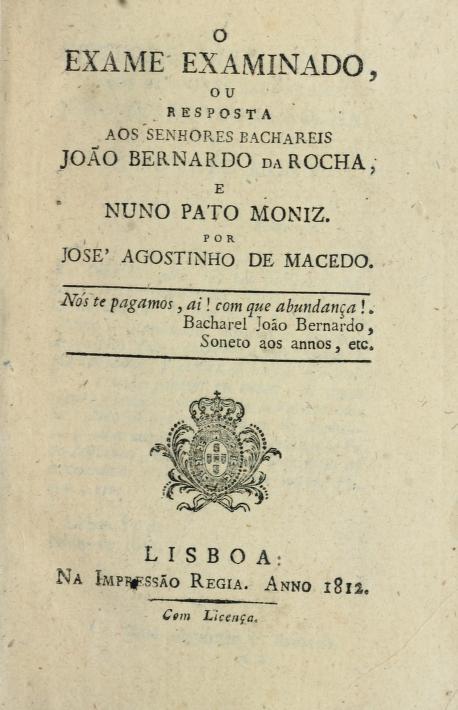 O
EXAME EXAMINADO,
OU
RESPOSTA
AOS SENHORES BACHAREIS
JOÃO BERNARDO DA ROCHA,
E
NUNO PATO MONIZ.
POR
JOSE' AGOSTINHO DE MACEDO.
Nós te pagamos, ai! com que abundança!.
Bacharel João Bernardo,
Soneto aos annos, etc.
LISBOA:
NA IMPRESSÃO REGIA. ANNO 1812.
Com Licença.